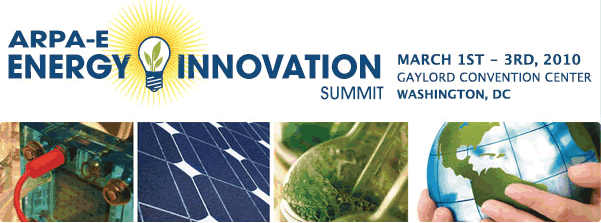 ARPA-E
ENERGY INNOVATION
SUMMIT
MARCH 1ST – 3RD, 2010
GAYLORD CONVENTION CENTER
WASHINGTON, DC